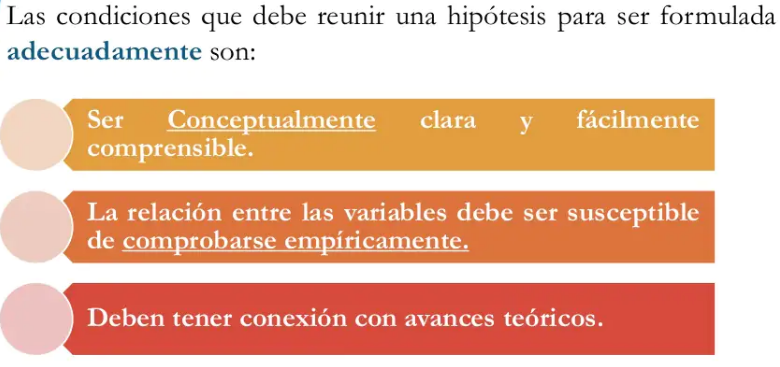 Las condiciones que debe reunir una hipótesis para ser formulada
adecuadamente son:
Ser Conceptualmente clara y fácilmente
comprensible.
La relación entre las variables debe ser susceptible
de comprobarse empíricamente.
Deben tener conexión con avances teóricos.